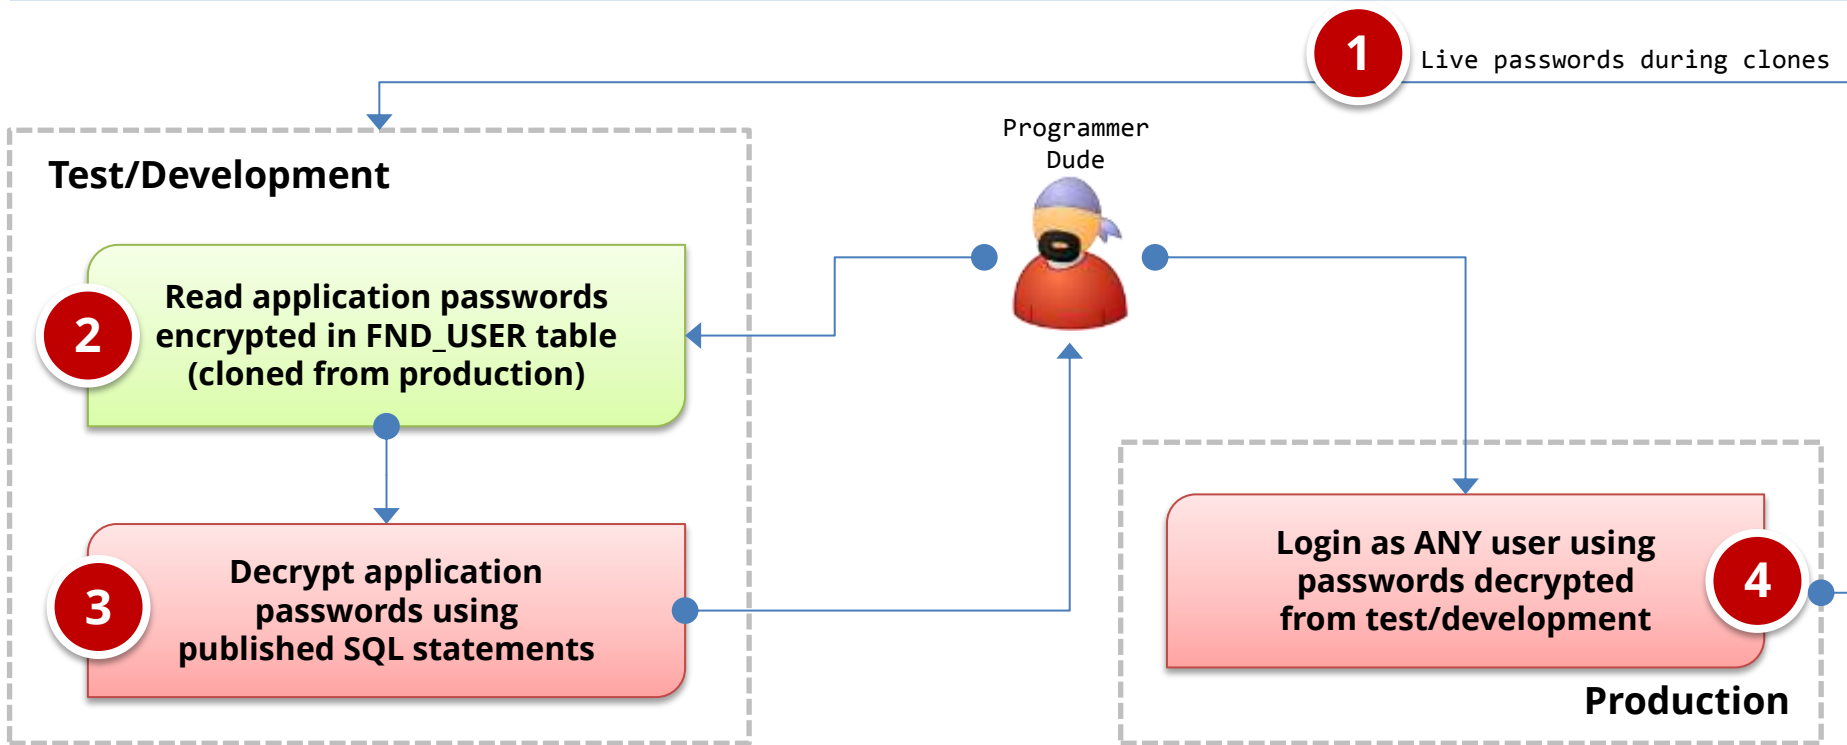 1
Live passwords during clones
Programmer
Dude
Test/Development
2
Read application passwords
encrypted in FND_USER table
(cloned from production)
3
Decrypt application
passwords using
published SQL statements
Login as ANY user using
passwords decrypted
from test/development
4
Production